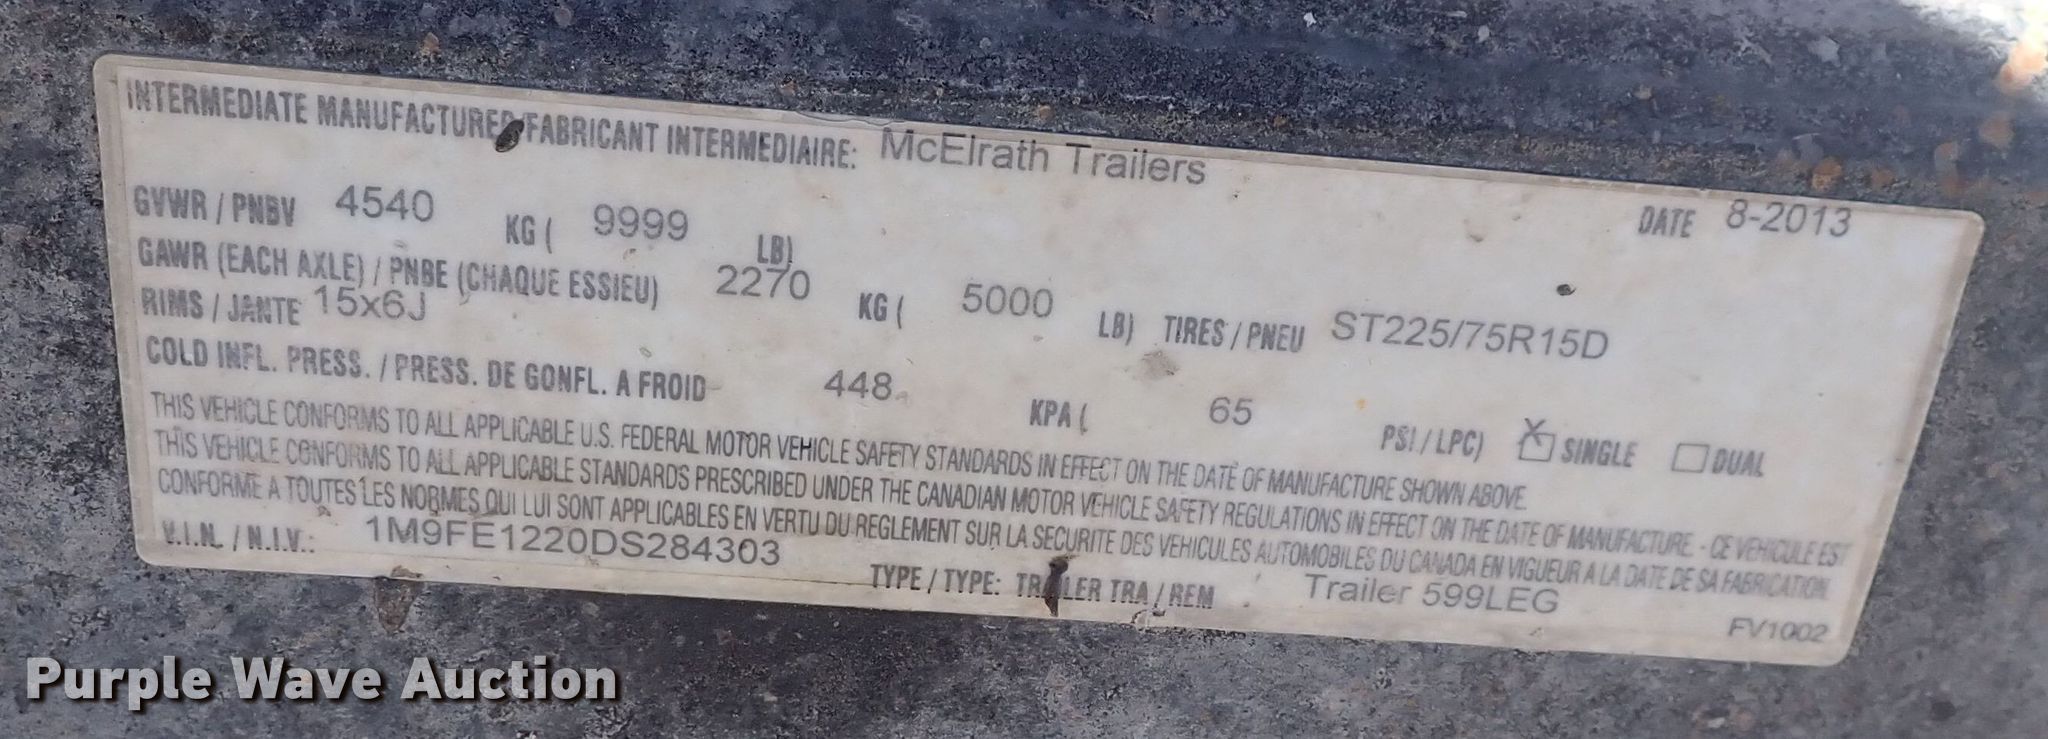 INTERMEDIATE MANUFACTURER/FABRICANT INTERMEDIAIRE: McElrath Trailers
GVWR / PNBV 4540 KG ( 9999 LB) DATE 8-2013
GAWR (EACH AXLE) / PNBE (CHAQUE ESSIEU) 2270 KG ( 5000 LB) TIRES / PNEU ST225/75R15D
RIMS / JANTE 15x6J
COLD INFL. PRESS. / PRESS. DE GONFL. A FROID 448 KPA ( 65 PSI / LPC) X SINGLE DUAL
THIS VEHICLE CONFORMS TO ALL APPLICABLE U.S. FEDERAL MOTOR VEHICLE SAFETY STANDARDS IN EFFECT ON THE DATE OF MANUFACTURE SHOWN ABOVE.
THIS VEHICLE CONFORMS TO ALL APPLICABLE STANDARDS PRESCRIBED UNDER THE CANADIAN MOTOR VEHICLE SAFETY REGULATIONS IN EFFECT ON THE DATE OF MANUFACTURE - CE VEHICULE EST
CONFORME A TOUTES LES NORMES QUI LUI SONT APPLICABLES EN VERTU DU REGLEMENT SUR LA SECURITE DES VEHICULES AUTOMOBILES DU CANADA EN VIGUEUR A LA DATE DE SA FABRICATION.
V.I.N. / N.I.V.: 1M9FE1220DS284303 TYPE / TYPE: TRAILER TRA / REM Trailer 599LEG
FV1002
Purple Wave Auction